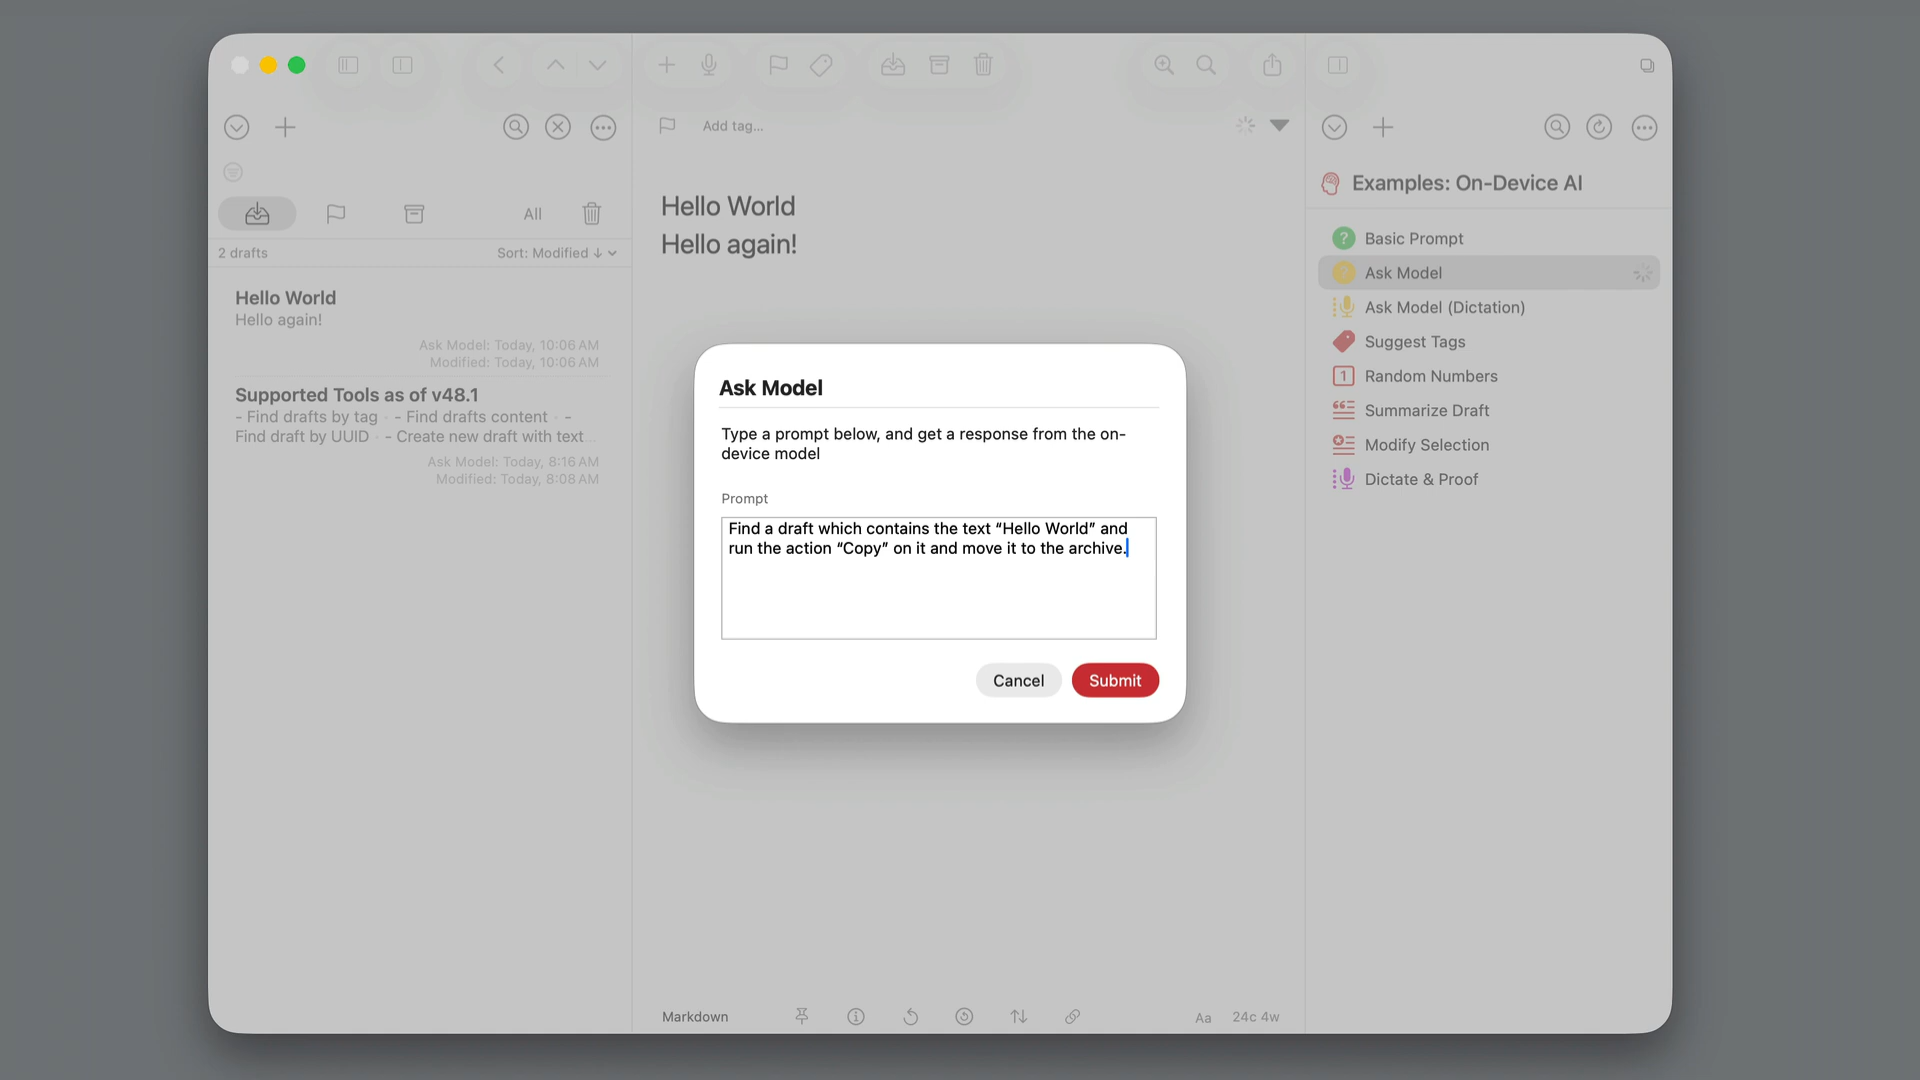 Add tag...
2 drafts
Sort: Modified ↓
All
Hello World
Hello again!
Ask Model: Today, 10:06 AM
Modified: Today, 10:06 AM
Supported Tools as of v48.1
- Find drafts by tag - Find drafts content -
Find draft by UUID - Create new draft with text...
Ask Model: Today, 8:16 AM
Modified: Today, 8:08 AM
Hello World
Hello again!
Ask Model
Type a prompt below, and get a response from the on-
device model
Prompt
Find a draft which contains the text “Hello World” and
run the action “Copy” on it and move it to the archive.
Cancel
Submit
Markdown
Aa
24c 4w
Examples: On-Device AI
? Basic Prompt
? Ask Model
Ask Model (Dictation)
Suggest Tags
1 Random Numbers
Summarize Draft
Modify Selection
Dictate & Proof